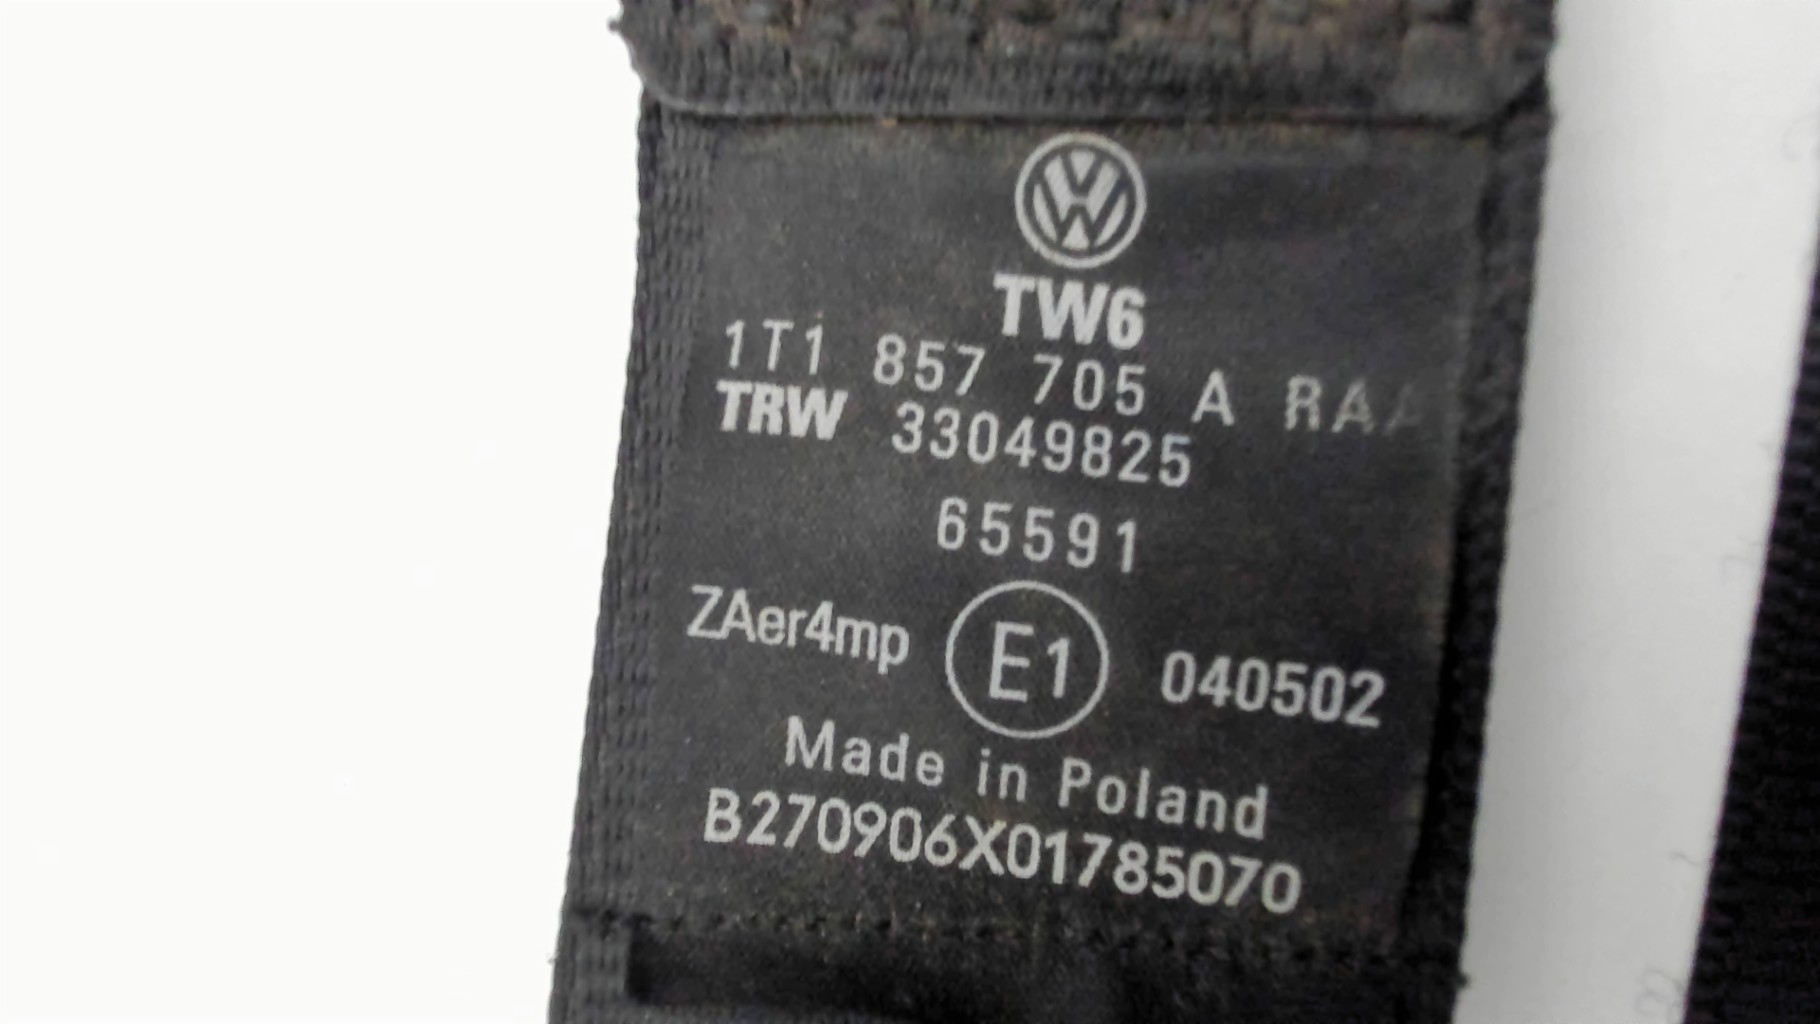 TW6
1T1 857 705 A RAA
TRW 33049825
65591
ZAer4mp E1 040502
Made in Poland
B270906X01785070